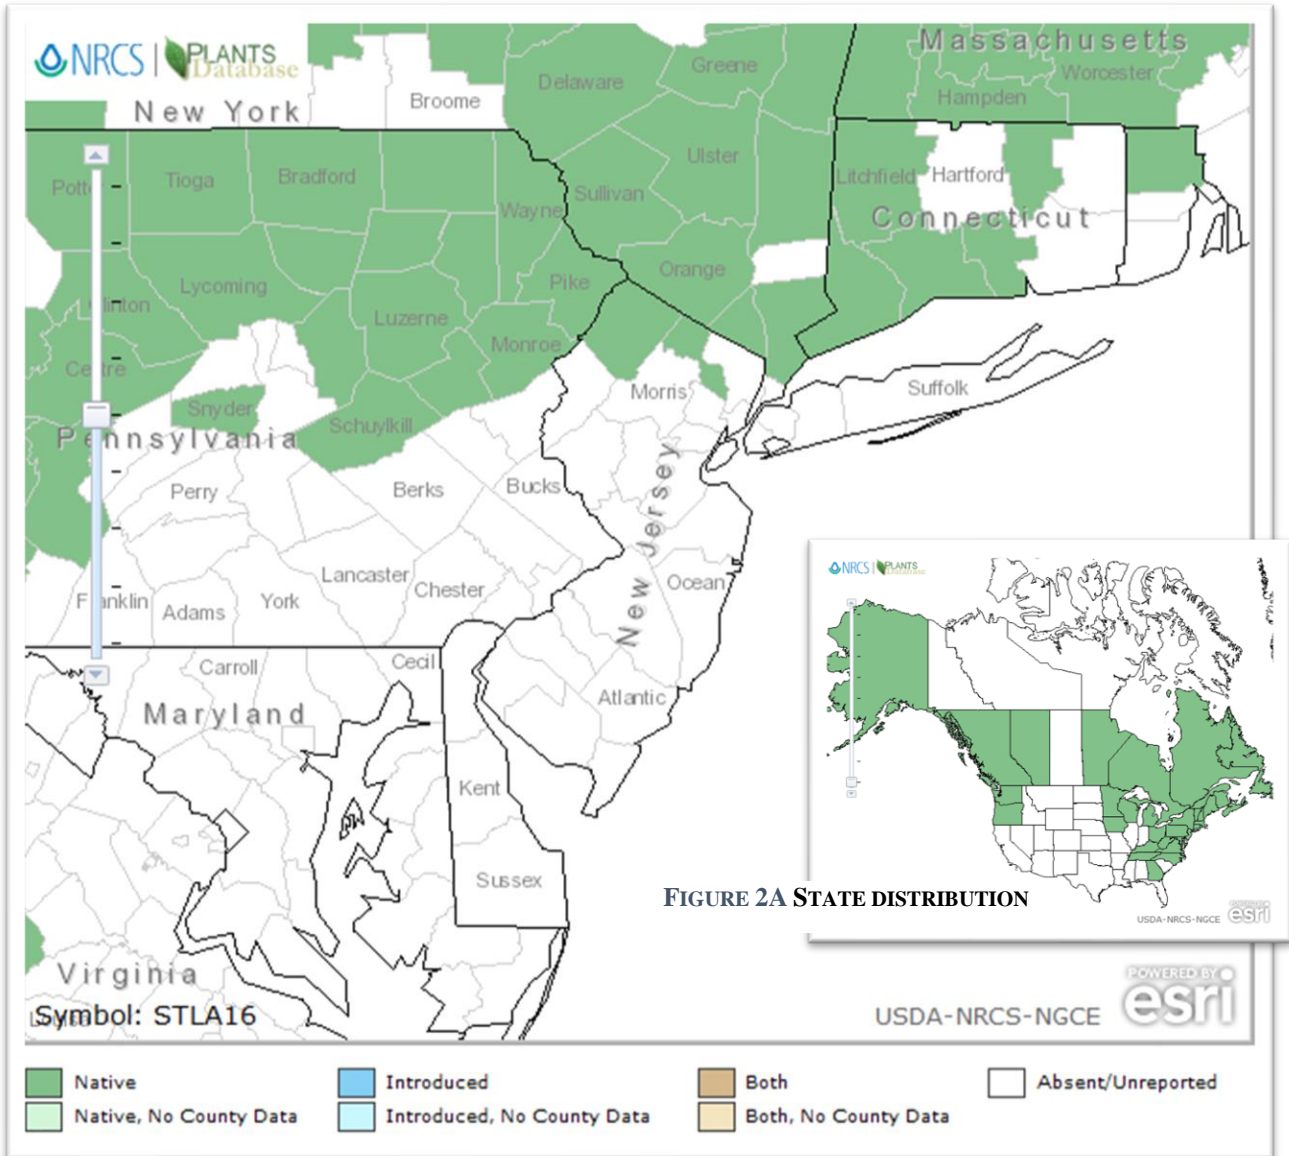 NRCS | PLANTS Database
New York
Broome
Delaware
Greene
Massachusetts
Worcester
Hampden
Tioga
Bradford
Wayne
Sullivan
Ulster
Litchfield
Hartford
Connecticut
Lycoming
Pike
Orange
Luzerne
Monroe
Morris
Suffolk
Snyder
Schuylkill
Pennsylvania
Perry
Berks
Bucks
New Jersey
Ocean
Lancaster
Chester
Adams
York
Carroll
Cecil
Atlantic
Maryland
Kent
Sussex
Virginia
Symbol: STLA16
USDA-NRCS-NGCE
POWERED BY
esri
NRCS | PLANTS Database
FIGURE 2A STATE DISTRIBUTION
USDA-NRCS-NGCE
esri
Native
Introduced
Both
Absent/Unreported
Native, No County Data
Introduced, No County Data
Both, No County Data